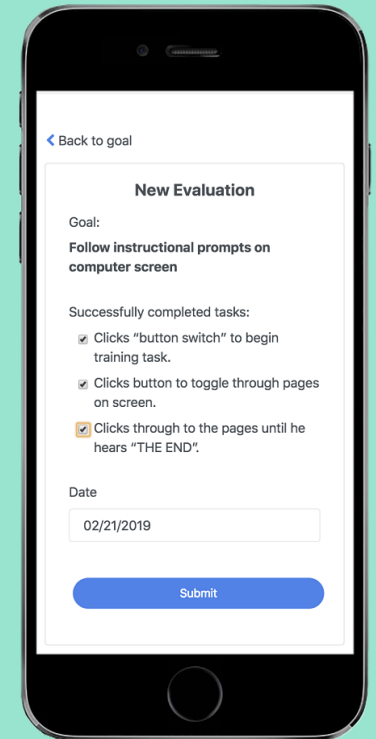 Back to goal
New Evaluation
Goal:
Follow instructional prompts on
computer screen
Successfully completed tasks:
Clicks “button switch” to begin
training task.
Clicks button to toggle through pages
on screen.
Clicks through to the pages until he
hears “THE END”.
Date
02/21/2019
Submit